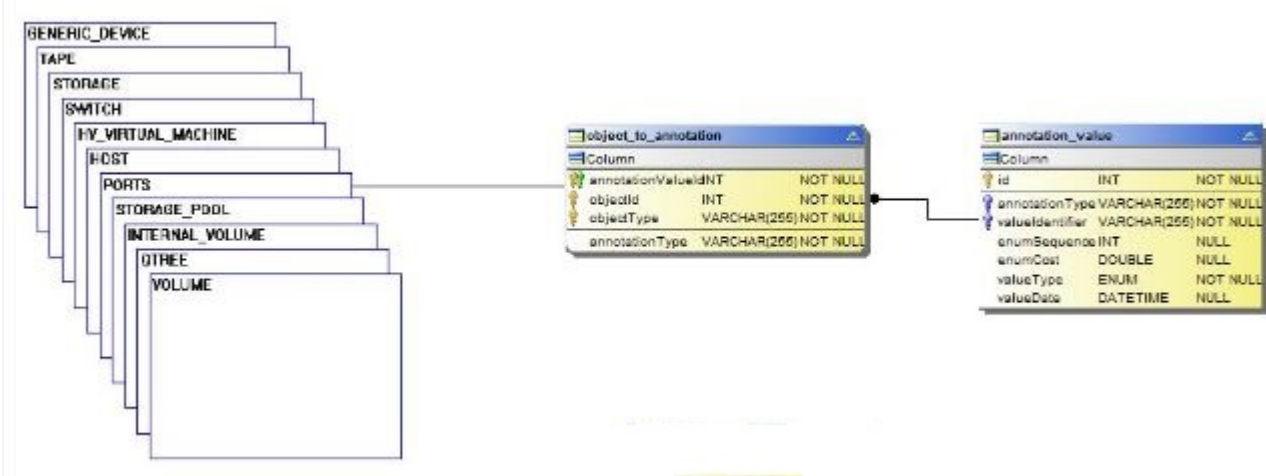 GENERIC_DEVICE
TAPE
STORAGE
SWITCH
HV_VIRTUAL_MACHINE
HOST
PORTS
STORAGE_POOL
INTERNAL_VOLUME
QTREE
VOLUME
object_to_annotation
Column
annotationValueId INT NOT NULL
objectId INT NOT NULL
objectType VARCHAR(255) NOT NULL
annotationType VARCHAR(255) NOT NULL
annotation_value
Column
id INT NOT NULL
annotationType VARCHAR(255) NOT NULL
valueIdentifier VARCHAR(255) NOT NULL
enumSequence INT NULL
enumCost DOUBLE NULL
valueType ENUM NOT NULL
valueDate DATETIME NULL